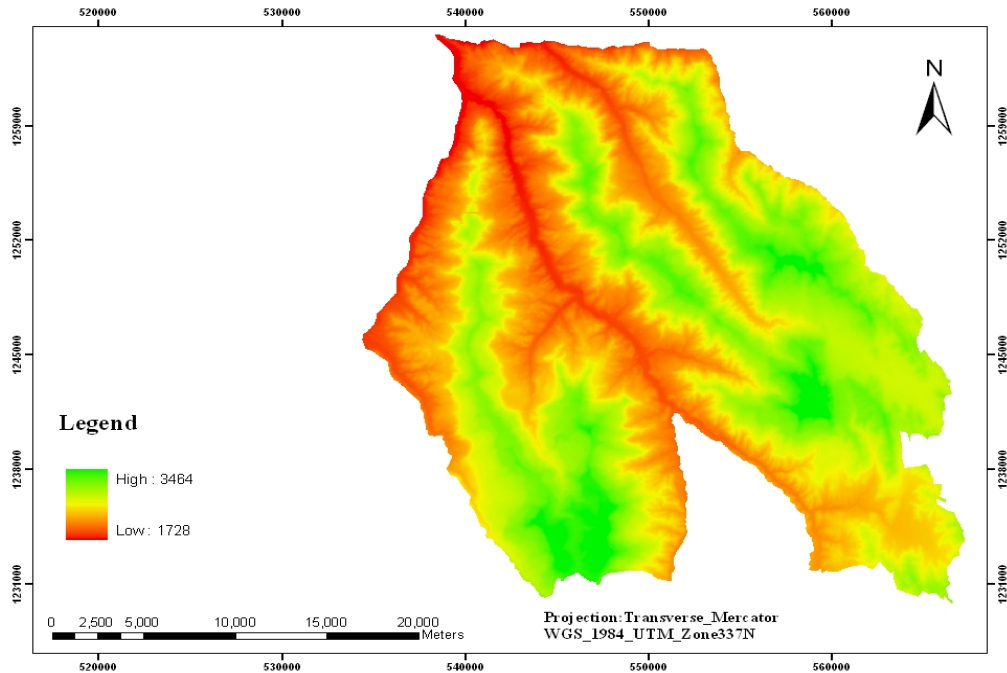 520000 530000 540000 550000 560000
N
1259000 1259000
1252000 1252000
1245000 1245000
Legend
1238000 1238000
High : 3464
Low : 1728
1231000 1231000
0 2,500 5,000 10,000 15,000 20,000
Meters
Projection:Transverse_Mercator
WGS_1984_UTM_Zone337N
520000 530000 540000 550000 560000